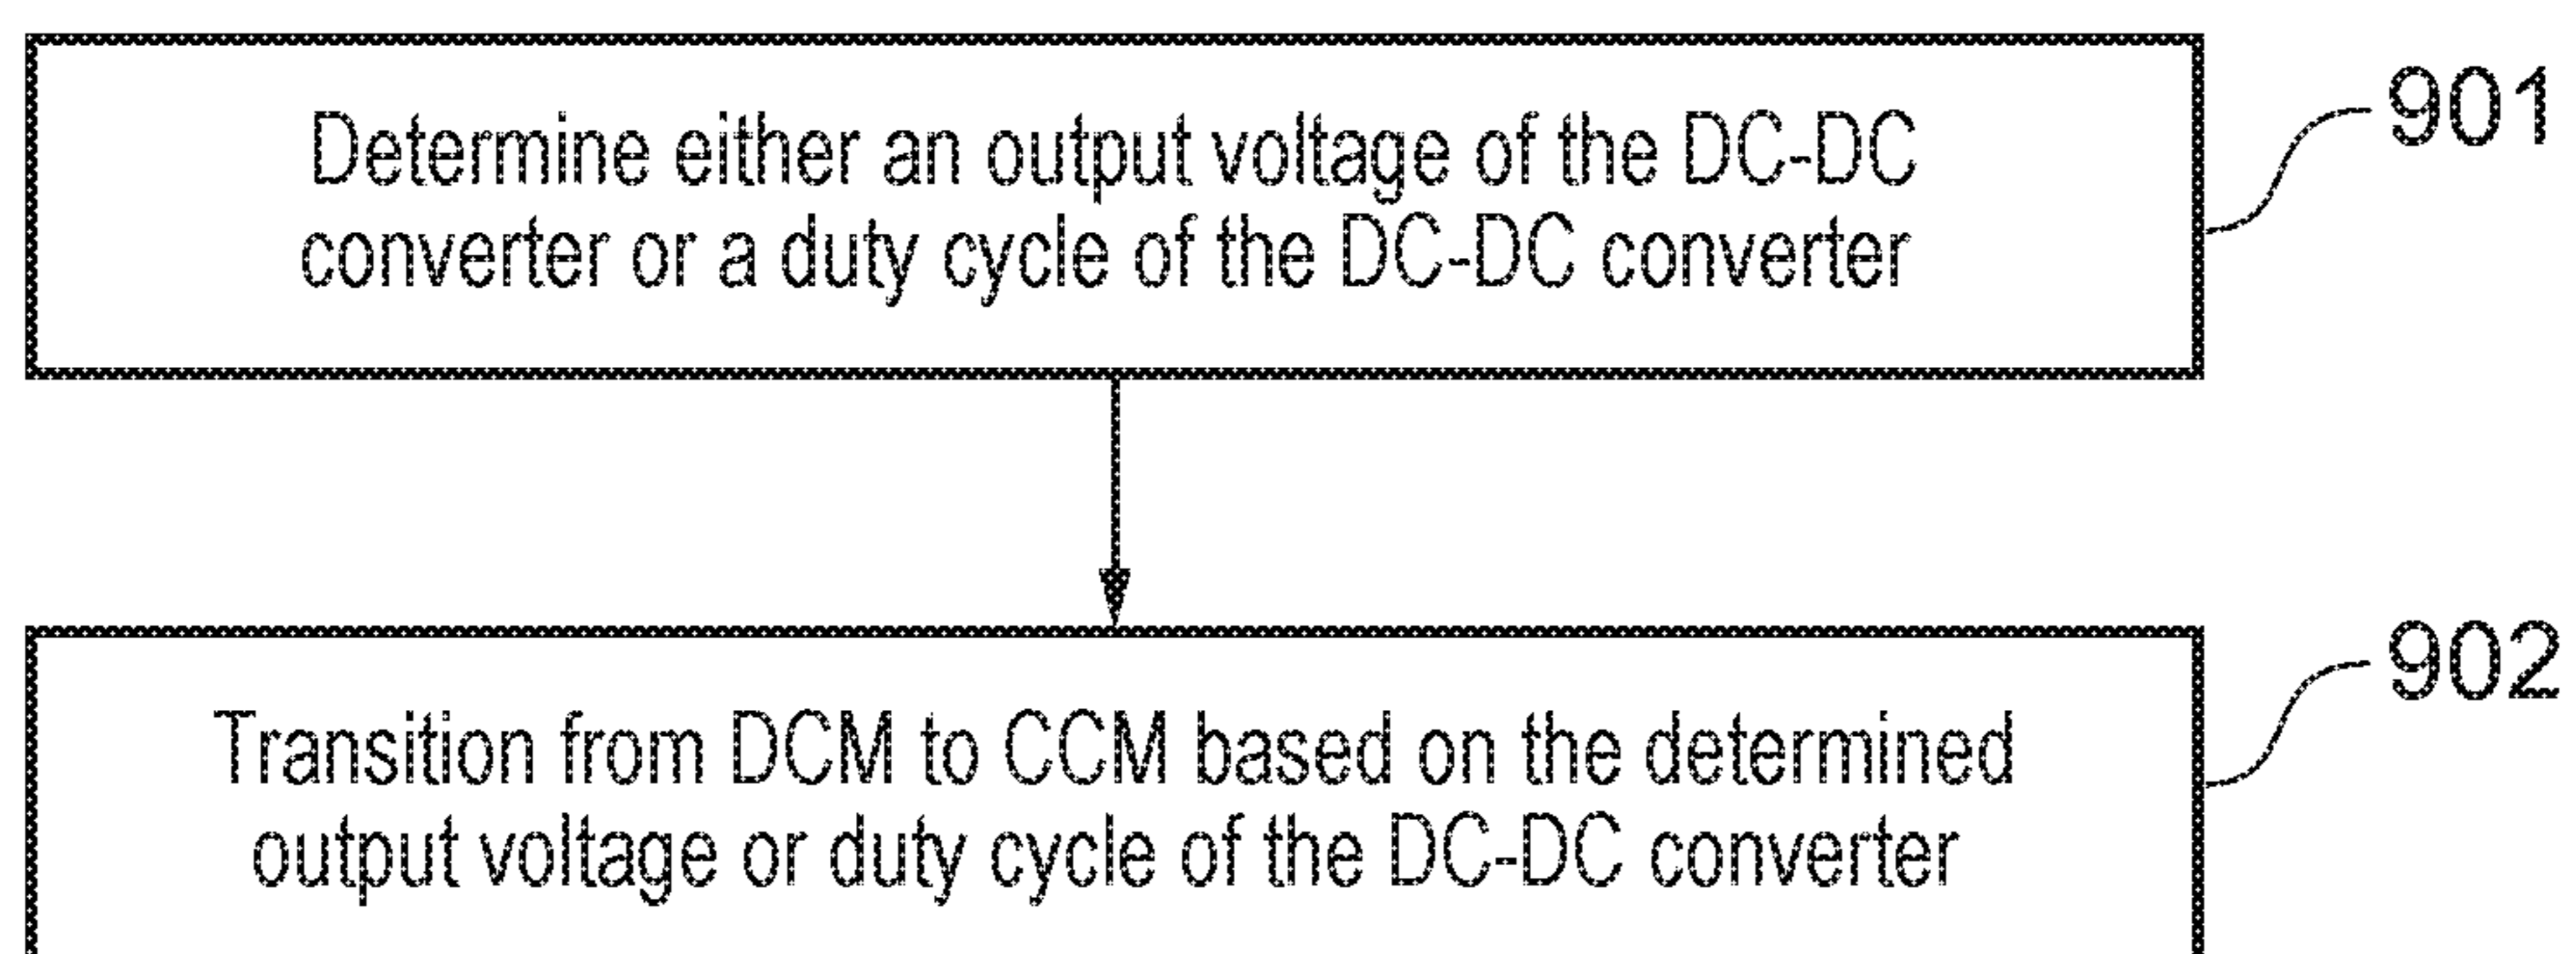 Determine either an output voltage of the DC-DC
converter or a duty cycle of the DC-DC converter
901
Transition from DCM to CCM based on the determined
output voltage or duty cycle of the DC-DC converter
902